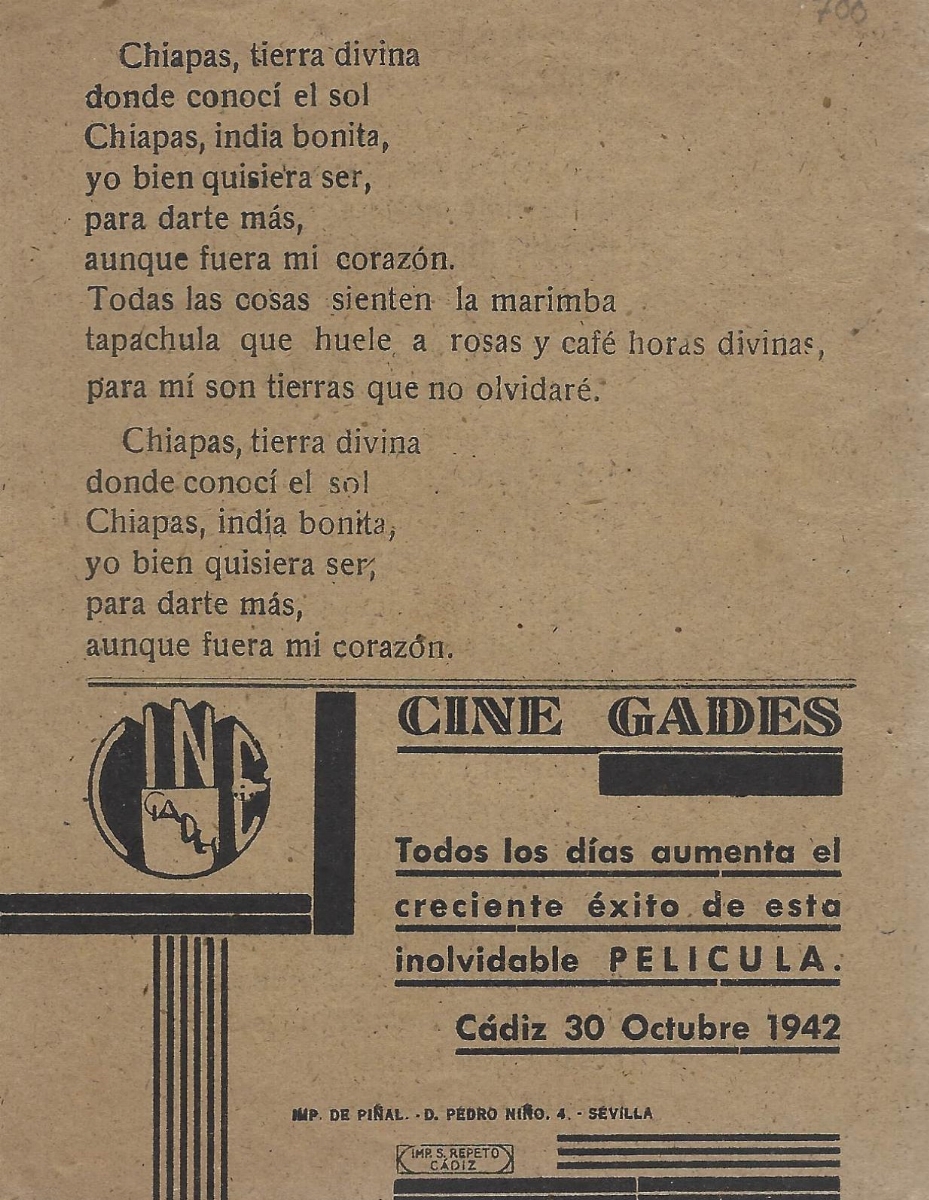 700
Chiapas, tierra divina
donde conocí el sol
Chiapas, india bonita,
yo bien quisiera ser,
para darte más,
aunque fuera mi corazón.
Todas las cosas sienten la marimba
tapachula que huele a rosas y café horas divinas,
para mí son tierras que no olvidaré.
Chiapas, tierra divina
donde conocí el sol
Chiapas, india bonita,
yo bien quisiera ser,
para darte más,
aunque fuera mi corazón.
CINE
GADES
CINE GADES
Todos los días aumenta el
creciente éxito de esta
inolvidable PELICULA.
Cádiz 30 Octubre 1942
IMP. DE PIÑAL. - D. PEDRO NIÑO, 4. - SEVILLA
IMP. S. REPETO
CÁDIZ